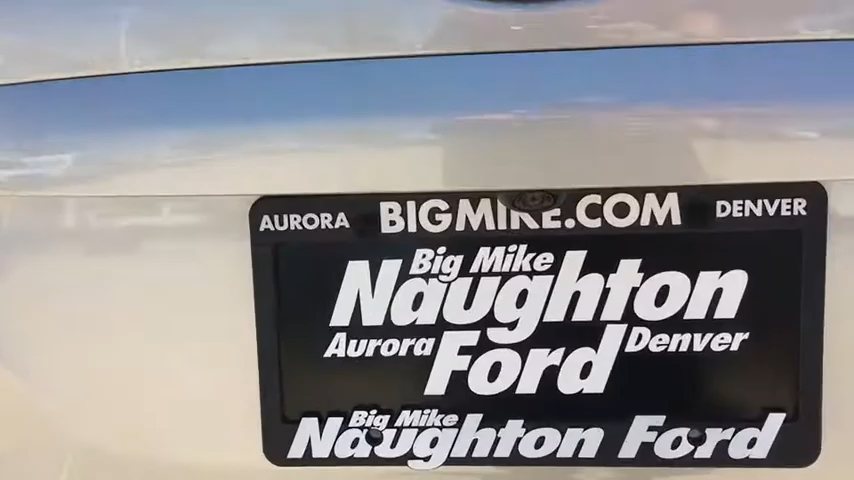 AURORA BIGMIKE.COM DENVER
Big Mike
Naughton
Aurora Ford Denver
Big Mike
Naughton Ford